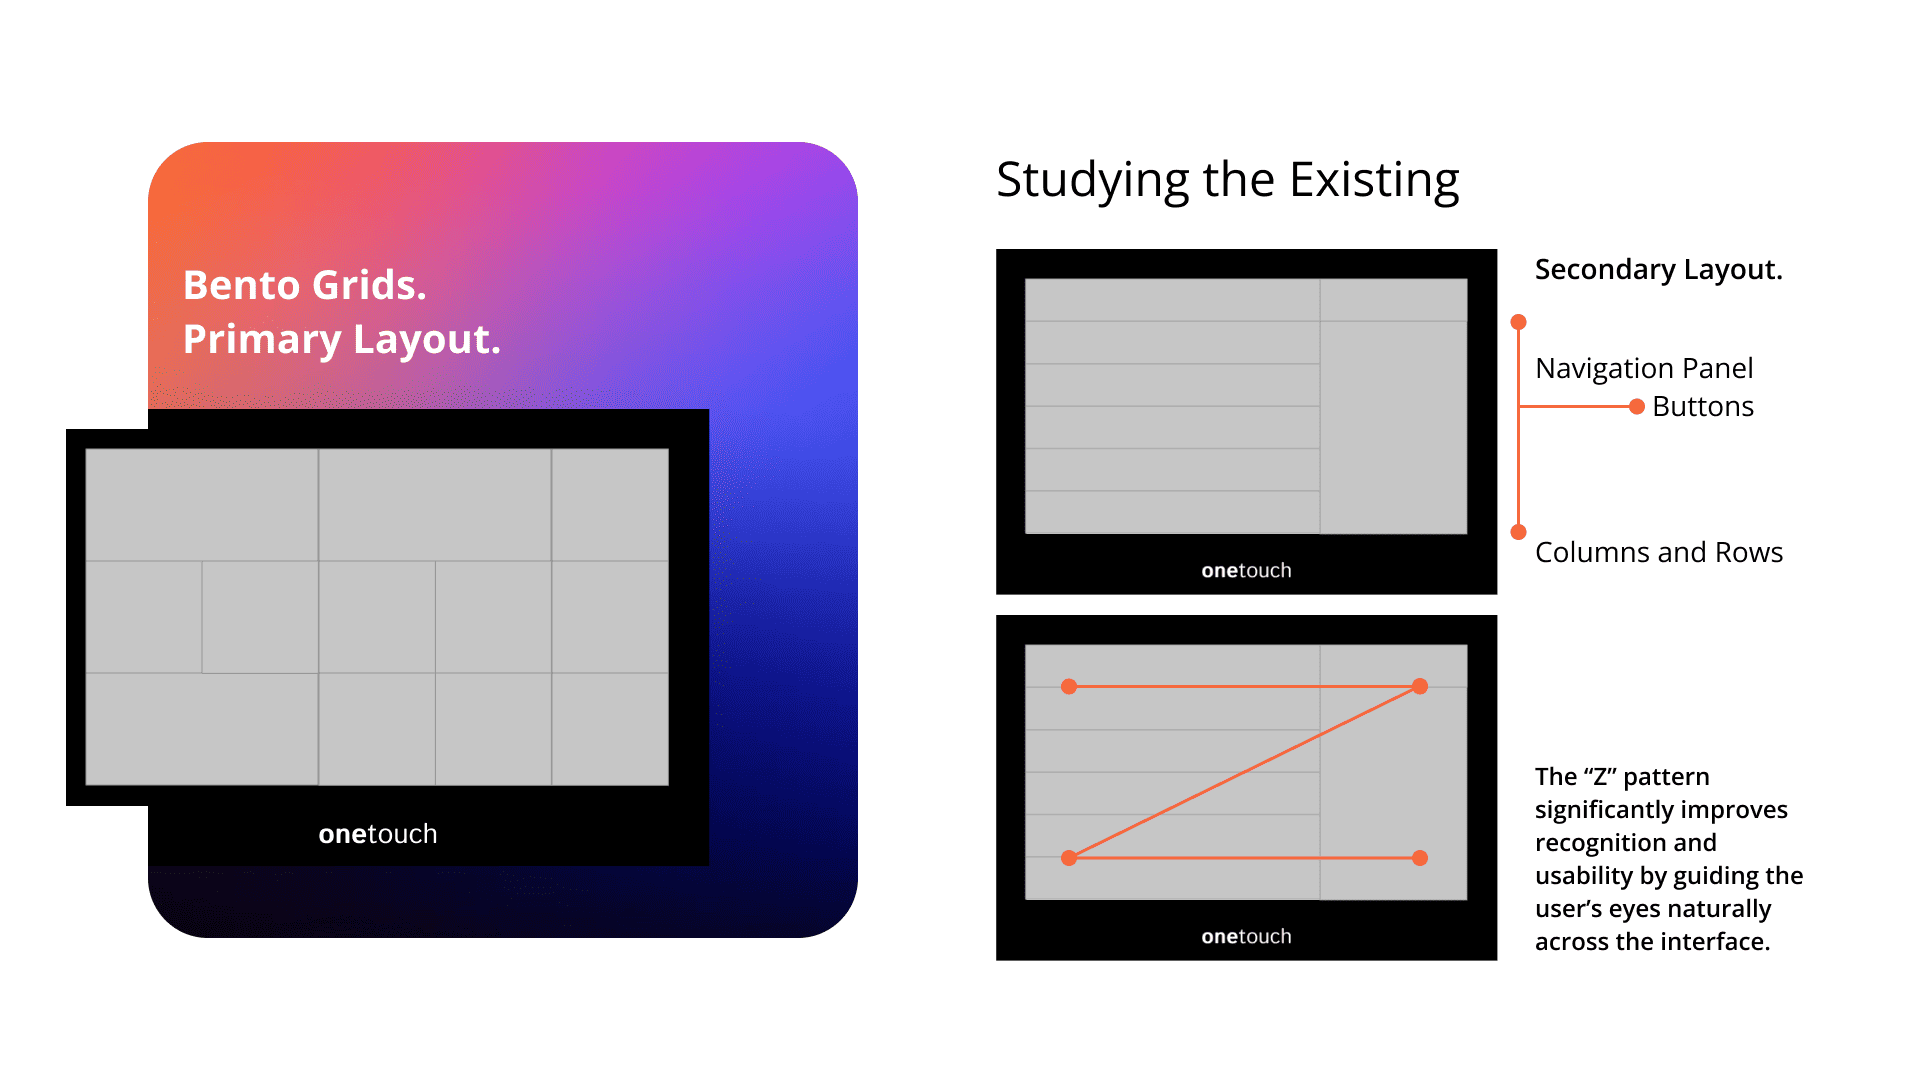 Bento Grids.
Primary Layout.
onetouch
Studying the Existing
onetouch
Secondary Layout.
Navigation Panel
Buttons
Columns and Rows
onetouch
The “Z” pattern
significantly improves
recognition and
usability by guiding the
user’s eyes naturally
across the interface.